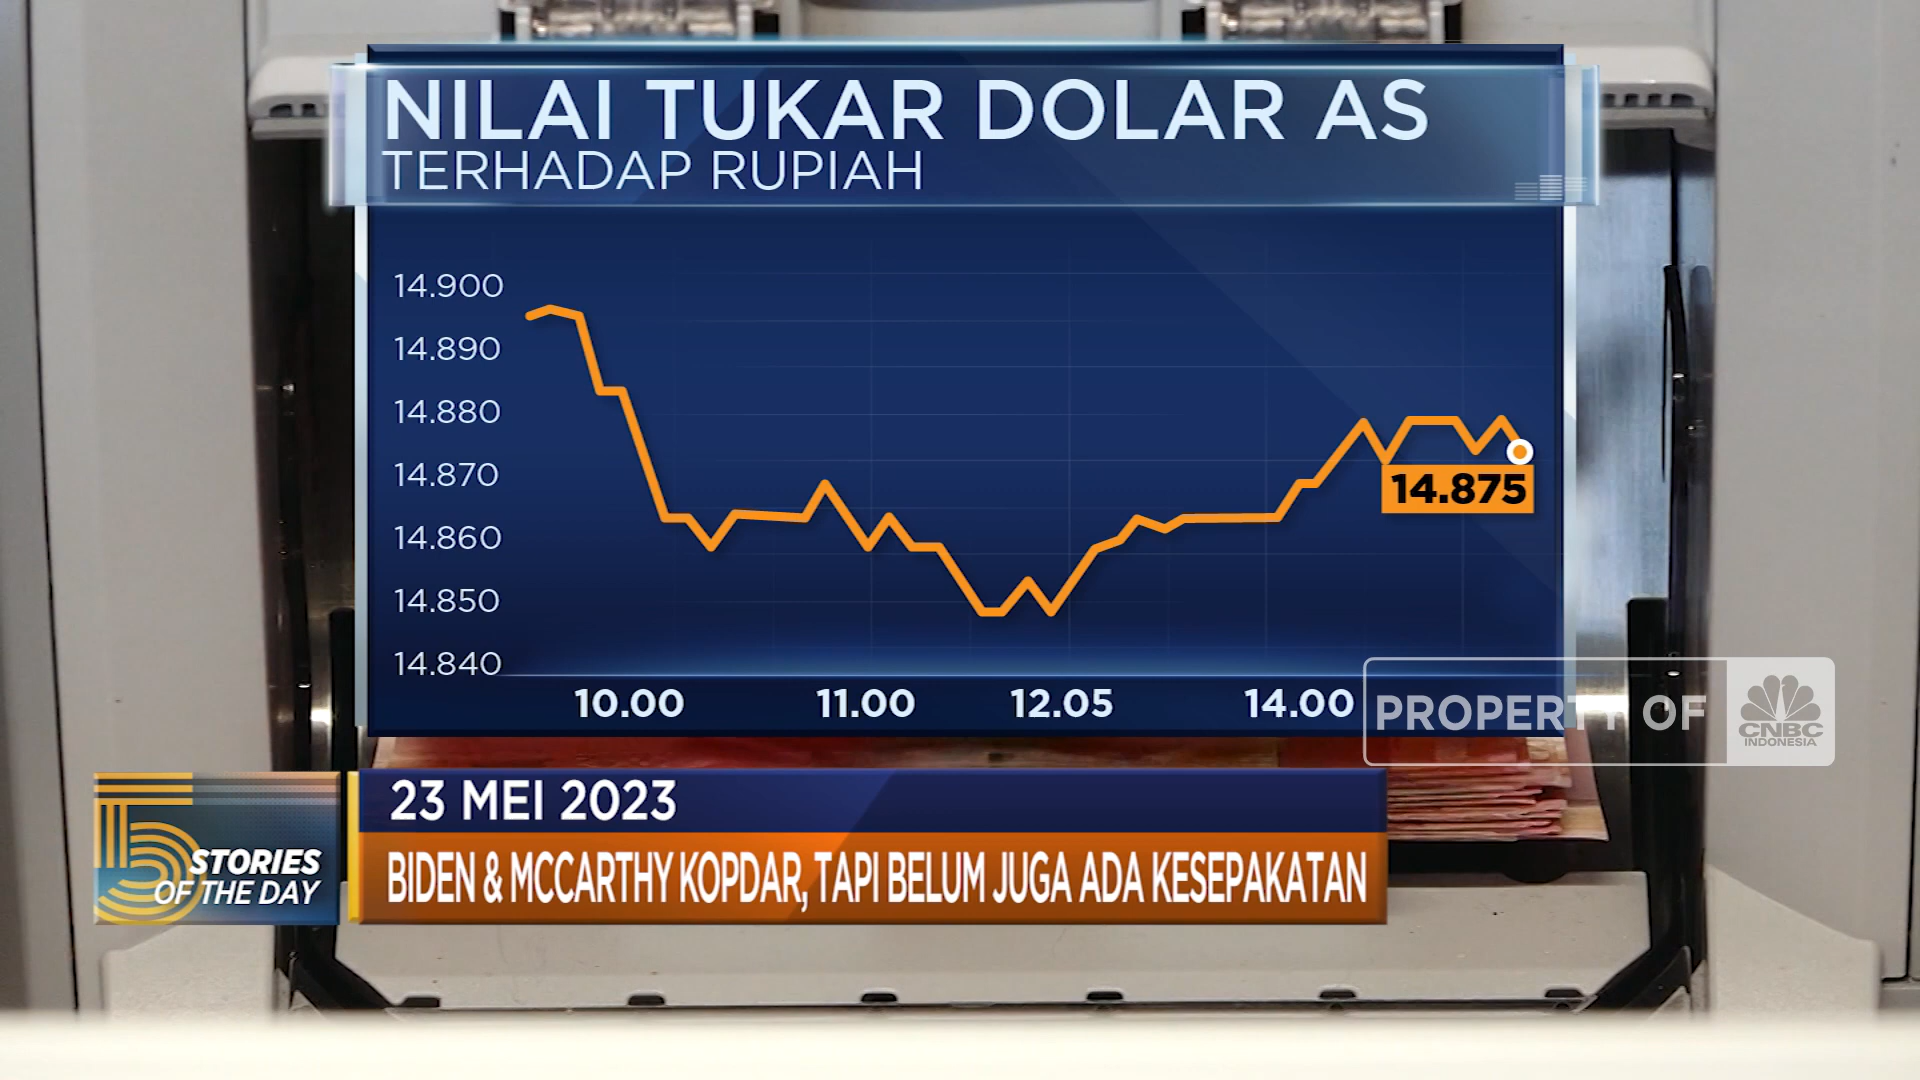 NILAI TUKAR DOLAR AS
TERHADAP RUPIAH
14.900
14.890
14.880
14.870
14.860
14.850
14.840
14.875
10.00 11.00 12.05 14.00
PROPERTY OF
CNBC
INDONESIA
23 MEI 2023
BIDEN & MCCARTHY KOPDAR, TAPI BELUM JUGA ADA KESEPAKATAN
5
STORIES
OF THE DAY